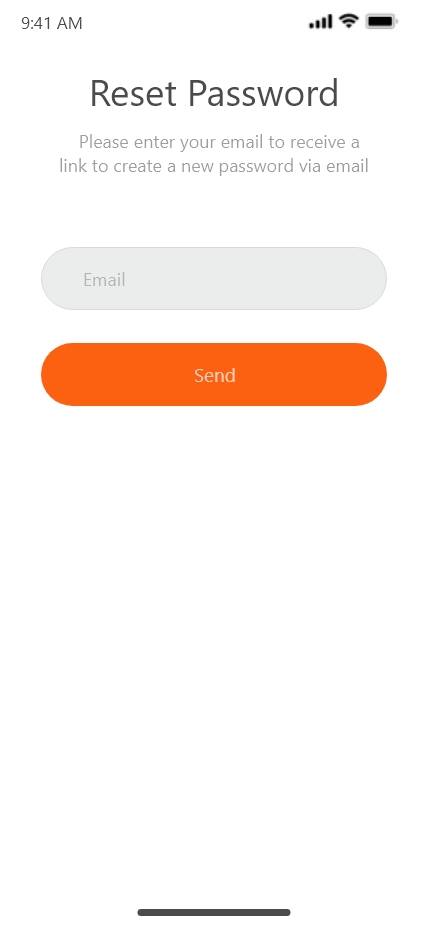 9:41 AM
Reset Password
Please enter your email to receive a
link to create a new password via email
Email
Send